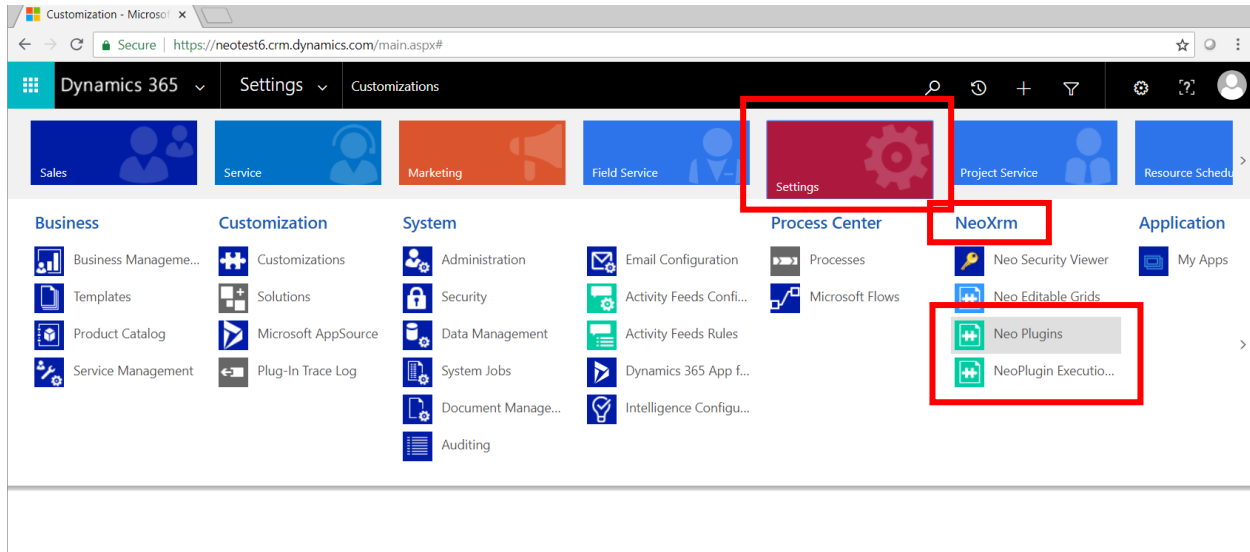 Customization - Microsof
Secure | https://neotest6.crm.dynamics.com/main.aspx#
Dynamics 365 Settings Customizations
[?]
Sales
Service
Marketing
Field Service
Settings
Project Service
Resource Schedu
Business
Business Manageme...
Templates
Product Catalog
Service Management
Customization
Customizations
Solutions
Microsoft AppSource
Plug-In Trace Log
System
Administration
Security
Data Management
System Jobs
Document Manage...
Auditing
Email Configuration
Activity Feeds Confi...
Activity Feeds Rules
Dynamics 365 App f...
Intelligence Configu...
Process Center
Processes
Microsoft Flows
NeoXrm
Neo Security Viewer
Neo Editable Grids
Neo Plugins
NeoPlugin Executio...
Application
My Apps